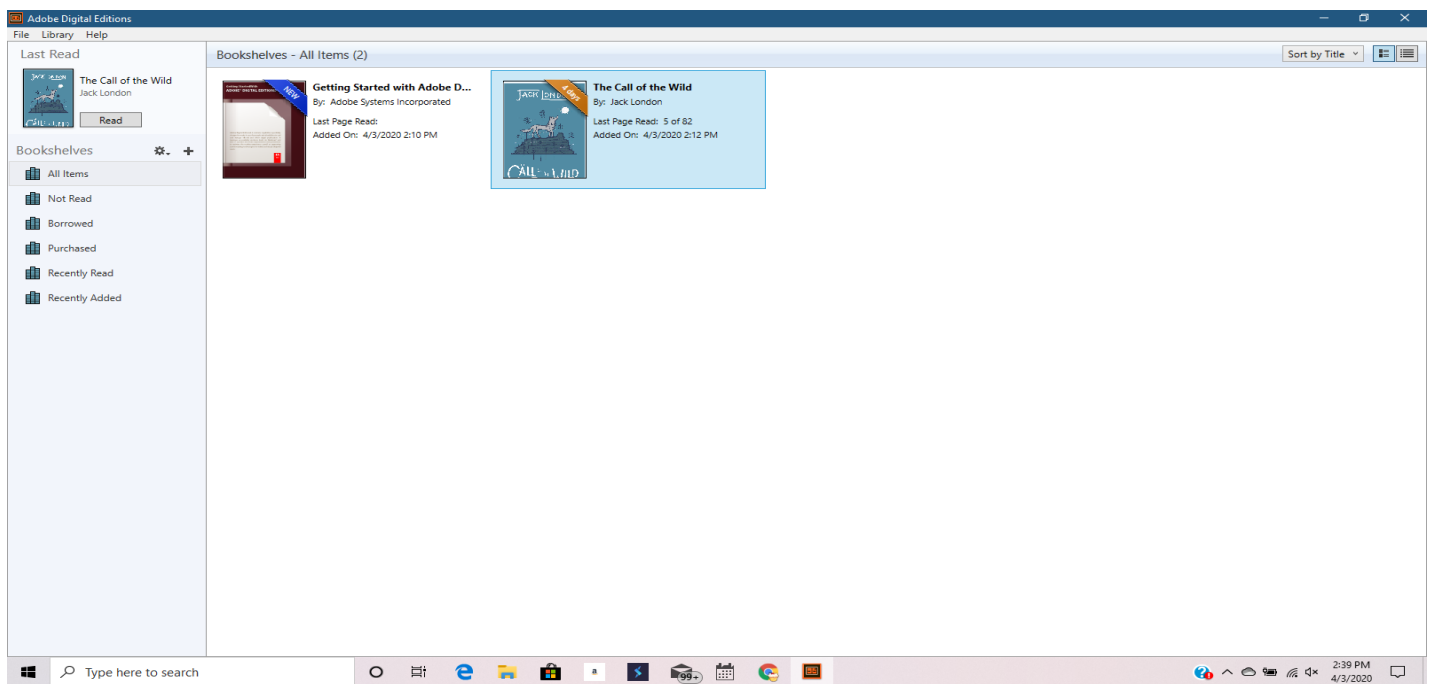 Adobe Digital Editions
File Library Help
Last Read
The Call of the Wild
Jack London
Read
Bookshelves
All Items
Not Read
Borrowed
Purchased
Recently Read
Recently Added
Bookshelves - All Items (2)
Sort by Title
NEW
Getting Started with Adobe D...
By: Adobe Systems Incorporated
Last Page Read:
Added On: 4/3/2020 2:10 PM
JACK LOND
4 days
CALL THE WILD
The Call of the Wild
By: Jack London
Last Page Read: 5 of 82
Added On: 4/3/2020 2:12 PM
Type here to search
a
99+
2:39 PM
4/3/2020